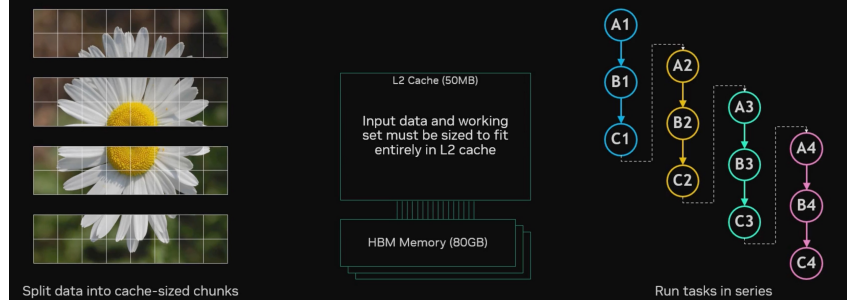 L2 Cache (50MB)
Input data and working
set must be sized to fit
entirely in L2 cache
HBM Memory (80GB)
Split data into cache-sized chunks
A1
B1
C1
A2
B2
C2
A3
B3
C3
A4
B4
C4
Run tasks in series